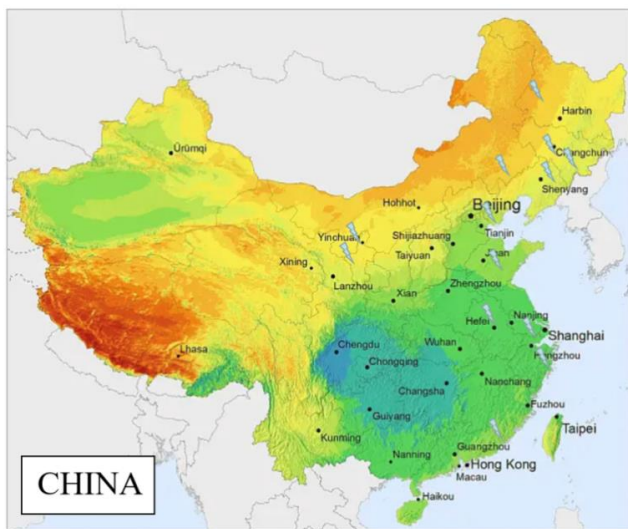 Harbin
Ürümqi
Changchun
Shenyang
Hohhot
Beijing
Yinchuan
Shijiazhuang
Tianjin
Taiyuan
Xining
Lanzhou
Zhengzhou
Xian
Nanjing
Hefei
Shanghai
Lhasa
Chengdu
Wuhan
Hangzhou
Chongqing
Nanchang
Changsha
Guiyang
Fuzhou
Kunming
Taipei
Guangzhou
Nanning
Hong Kong
Macau
CHINA
Haikou